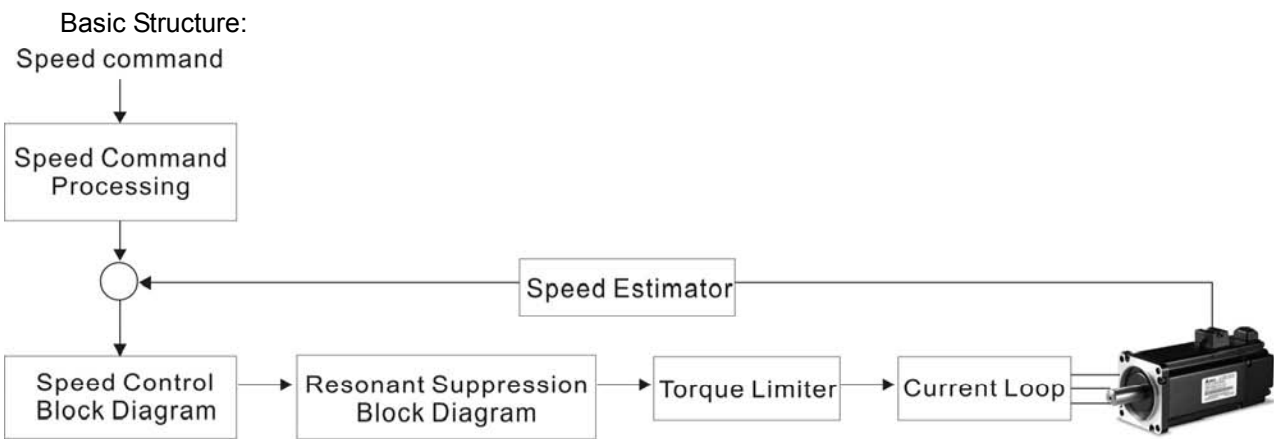 Basic Structure:
Speed command
Speed Command
Processing
Speed Estimator
Speed Control
Block Diagram
Resonant Suppression
Block Diagram
Torque Limiter
Current Loop